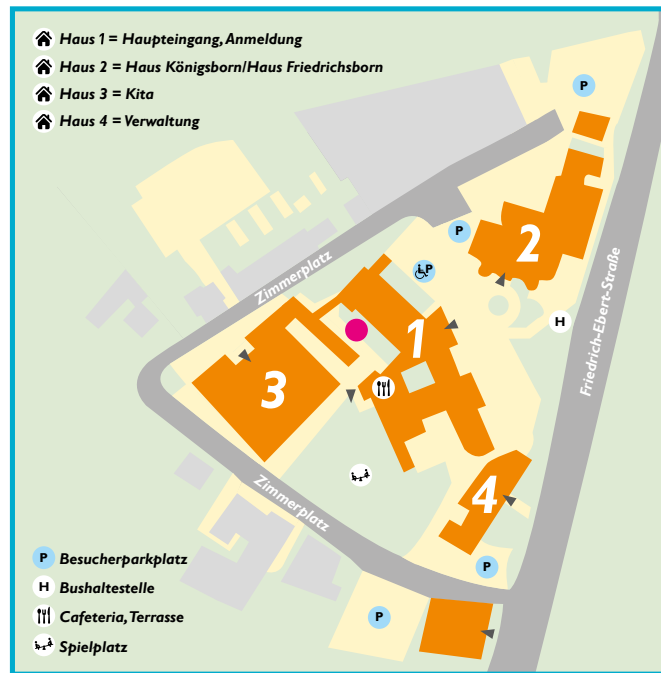 Haus 1 = Haupteingang, Anmeldung
Haus 2 = Haus Königsborn/Haus Friedrichsborn
Haus 3 = Kita
Haus 4 = Verwaltung
P
2
P
P
Zimmerplatz
H
Friedrich-Ebert-Straße
1
3
4
Zimmerplatz
P
P
P Besucherparkplatz
H Bushaltestelle
Cafeteria, Terrasse
Spielplatz